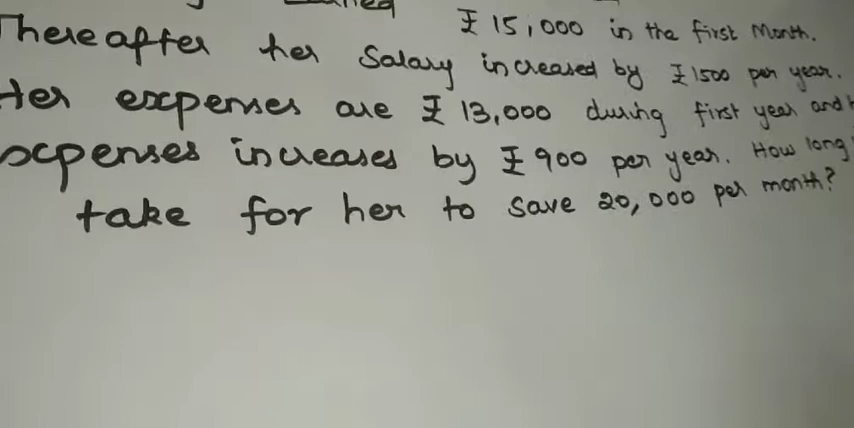 ₹ 15,000 in the first Month.
Thereafter her Salary increased by ₹1500 per year.
expenses are ₹ 13,000 during first year and
increases by ₹ 900 per year. How long
take for her to save 20,000 per month?